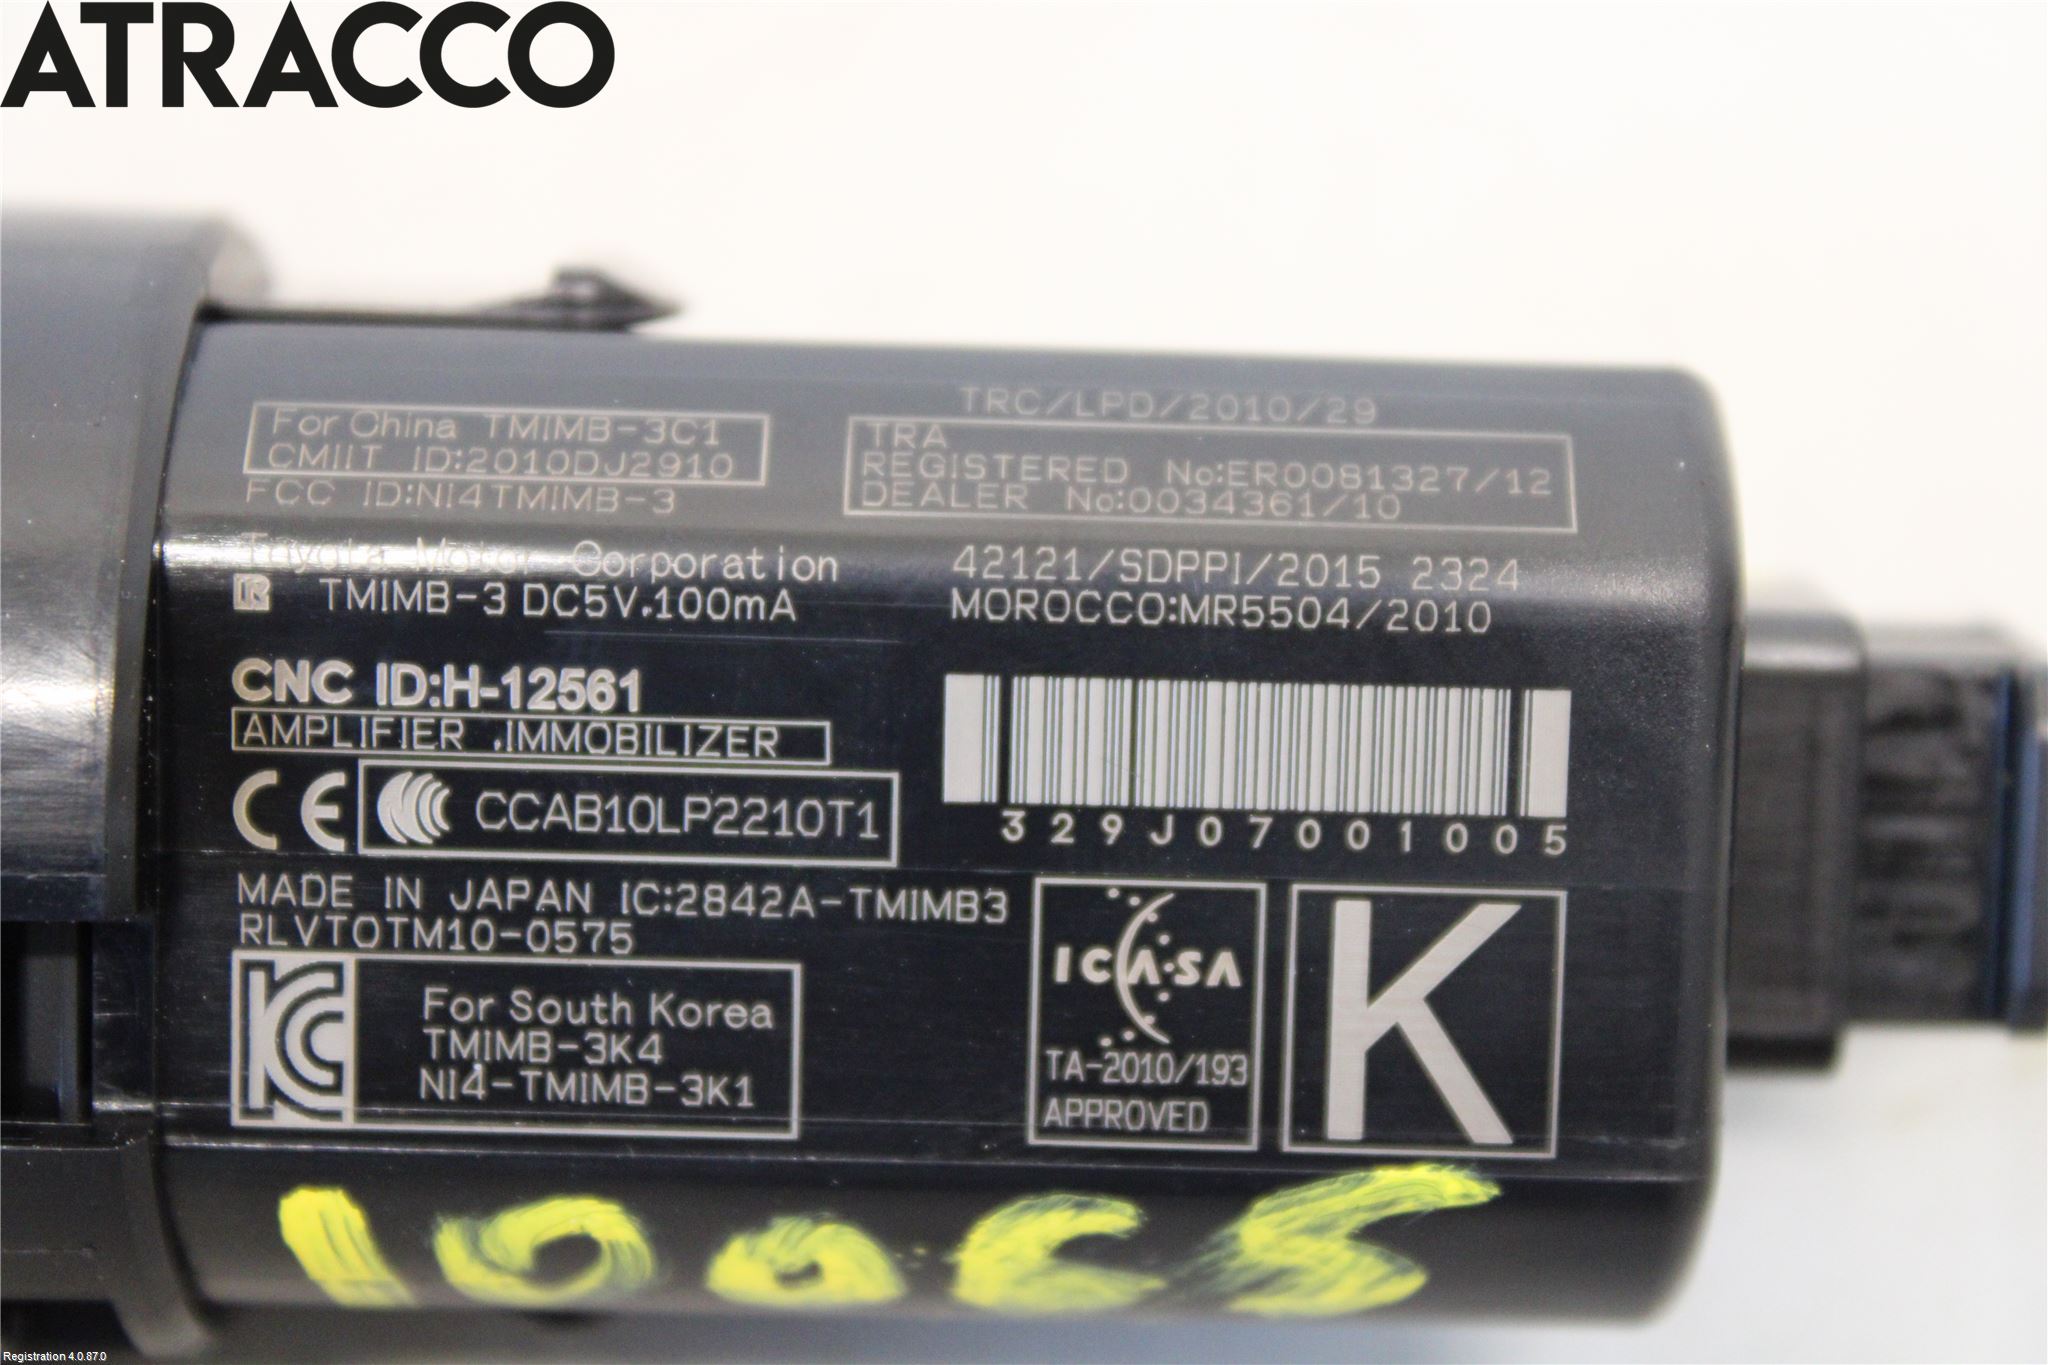 ATRACCO
For China TMIMB-3C1
CMIIT ID:2010DJ2910
FCC ID:NI4TMIMB-3
Toyota Motor Corporation
R TMIMB-3 DC5V.100mA
CNC ID:H-12561
AMPLIFIER .IMMOBILIZER
CE CCAB10LP2210T1
MADE IN JAPAN IC:2842A-TMIMB3
RLVTOTM10-0575
KC
For South Korea
TMIMB-3K4
NI4-TMIMB-3K1
TRC/LPD/2010/29
TRA
REGISTERED No:ER0081327/12
DEALER No:0034361/10
42121/SDPPI/2015 2324
MOROCCO:MR5504/2010
329J07001005
ICASA
TA-2010/193
APPROVED
K
Registration 4.0.87.0